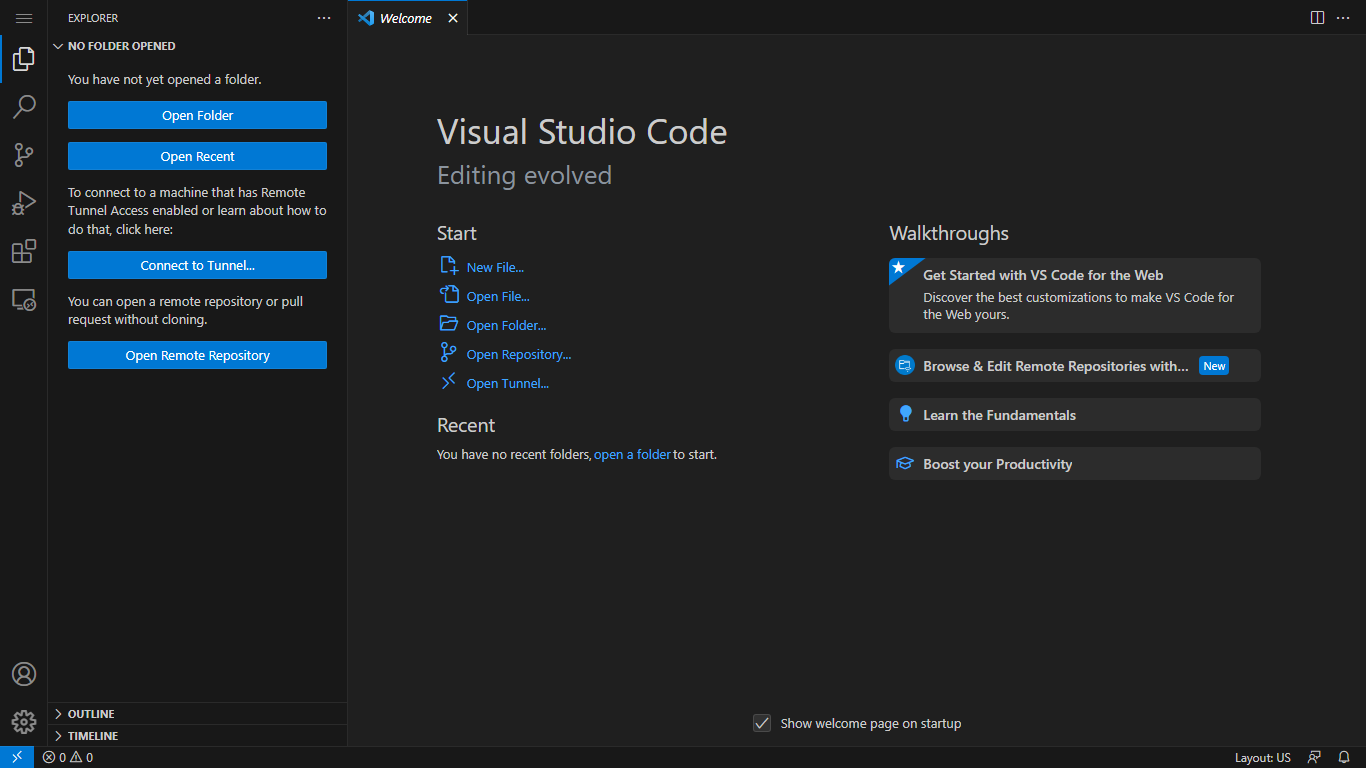 EXPLORER
Welcome
NO FOLDER OPENED
You have not yet opened a folder.
Open Folder
Open Recent
To connect to a machine that has Remote
Tunnel Access enabled or learn about how to
do that, click here:
Connect to Tunnel...
You can open a remote repository or pull
request without cloning.
Open Remote Repository
OUTLINE
TIMELINE
Visual Studio Code
Editing evolved
Start
New File...
Open File...
Open Folder...
Open Repository...
Open Tunnel...
Recent
You have no recent folders, open a folder to start.
Walkthroughs
Get Started with VS Code for the Web
Discover the best customizations to make VS Code for
the Web yours.
Browse & Edit Remote Repositories with... New
Learn the Fundamentals
Boost your Productivity
Show welcome page on startup
0 0
Layout: US